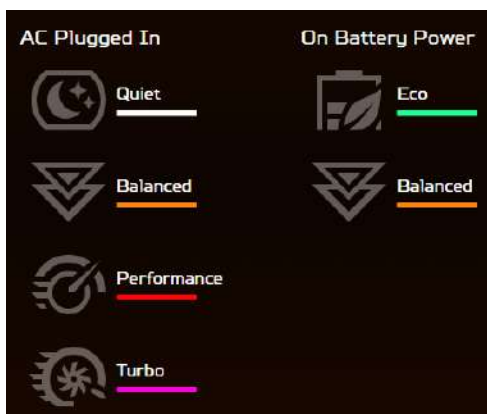 AC Plugged In
On Battery Power
Quiet
Eco
Balanced
Balanced
Performance
Turbo